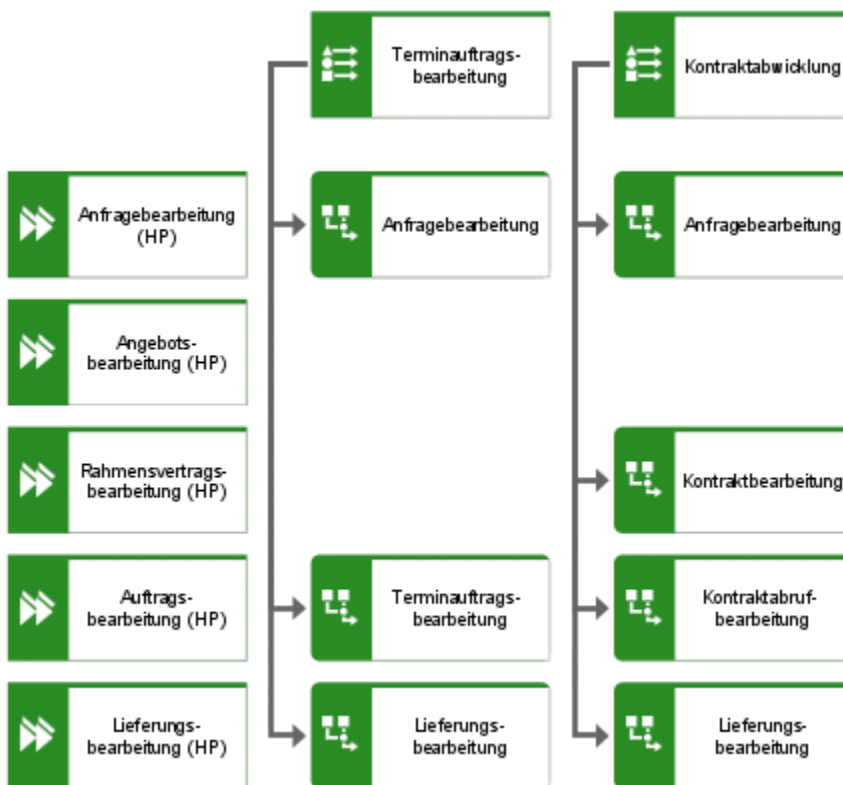 Terminauftrags-
bearbeitung
Kontraktabwicklung
Anfragebearbeitung
(HP)
Anfragebearbeitung
Anfragebearbeitung
Angebots-
bearbeitung (HP)
Rahmensvertrags-
bearbeitung (HP)
Kontraktbearbeitung
Auftrags-
bearbeitung (HP)
Terminauftrags-
bearbeitung
Kontraktabruf-
bearbeitung
Lieferungs-
bearbeitung (HP)
Lieferungs-
bearbeitung
Lieferungs-
bearbeitung